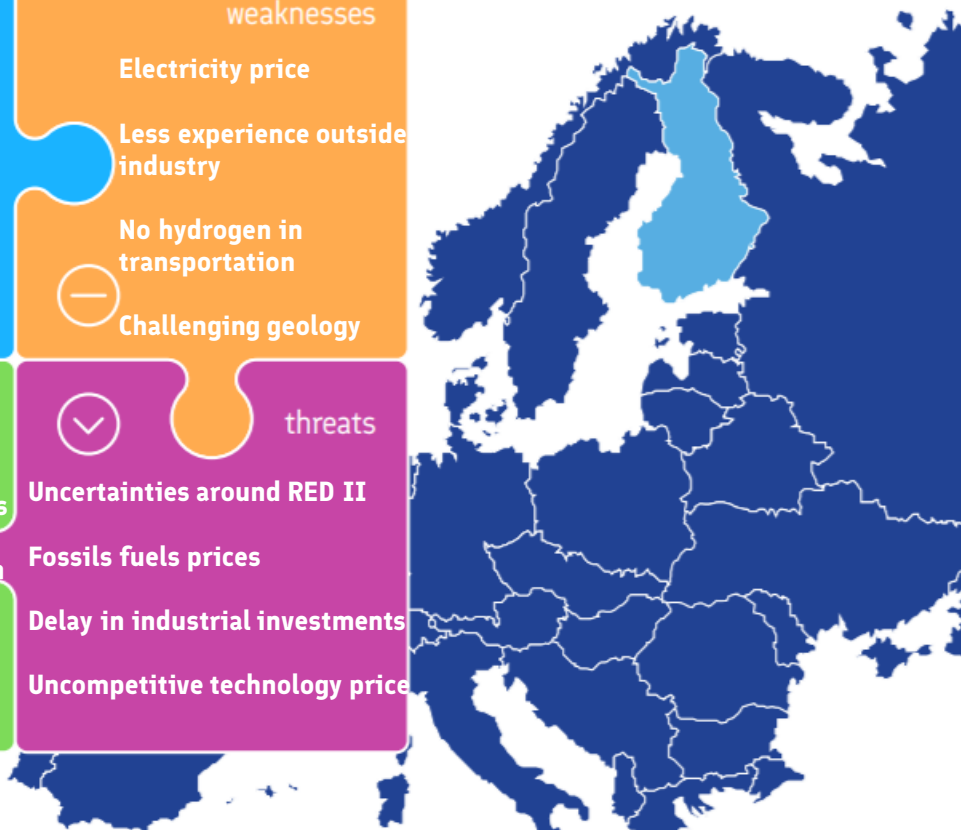 weaknesses
Electricity price
Less experience outside
industry
No hydrogen in
transportation
Challenging geology
threats
Uncertainties around RED II
Fossils fuels prices
Delay in industrial investments
Uncompetitive technology price